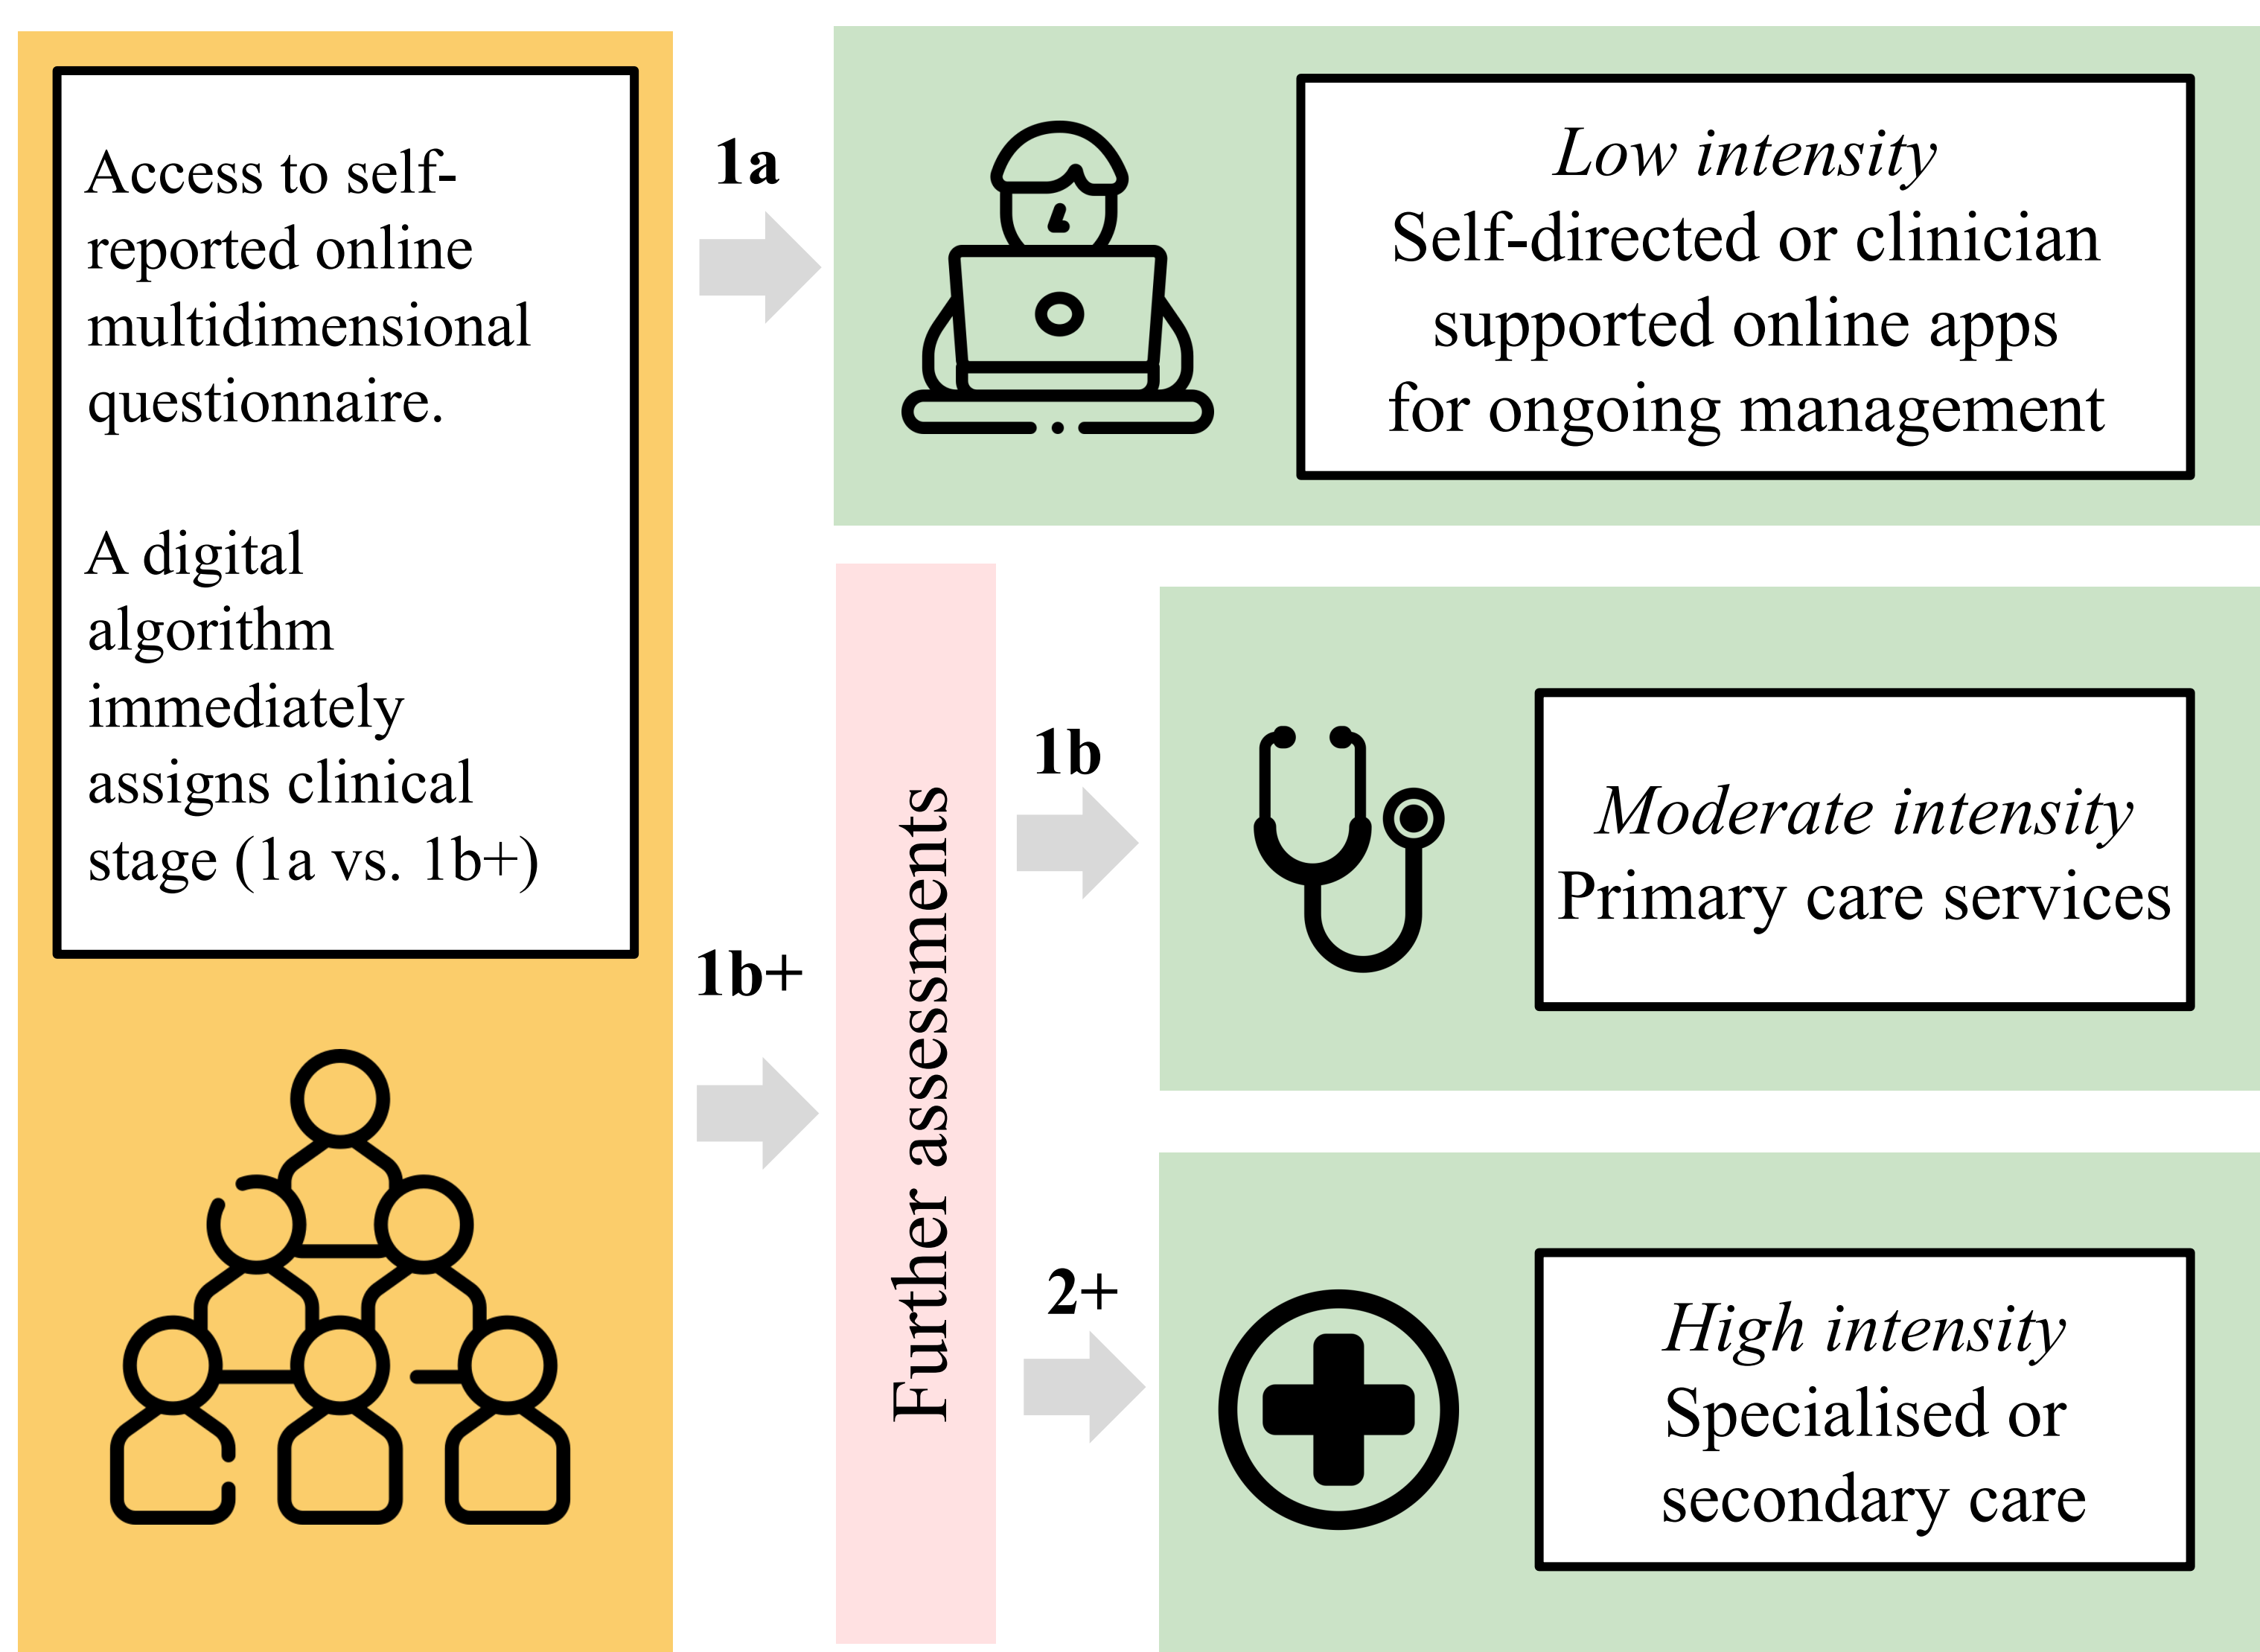 Access to self-
reported online
multidimensional
questionnaire.
A digital
algorithm
immediately
assigns clinical
stage (1a vs. 1b+)
1a
Low intensity
Self-directed or clinician
supported online apps
for ongoing management
1b+
Further assessments
1b
Moderate intensity
Primary care services
2+
High intensity
Specialised or
secondary care